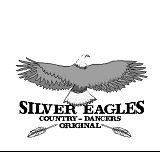 SILVER EAGLES
COUNTRY - DANCERS
ORIGINAL